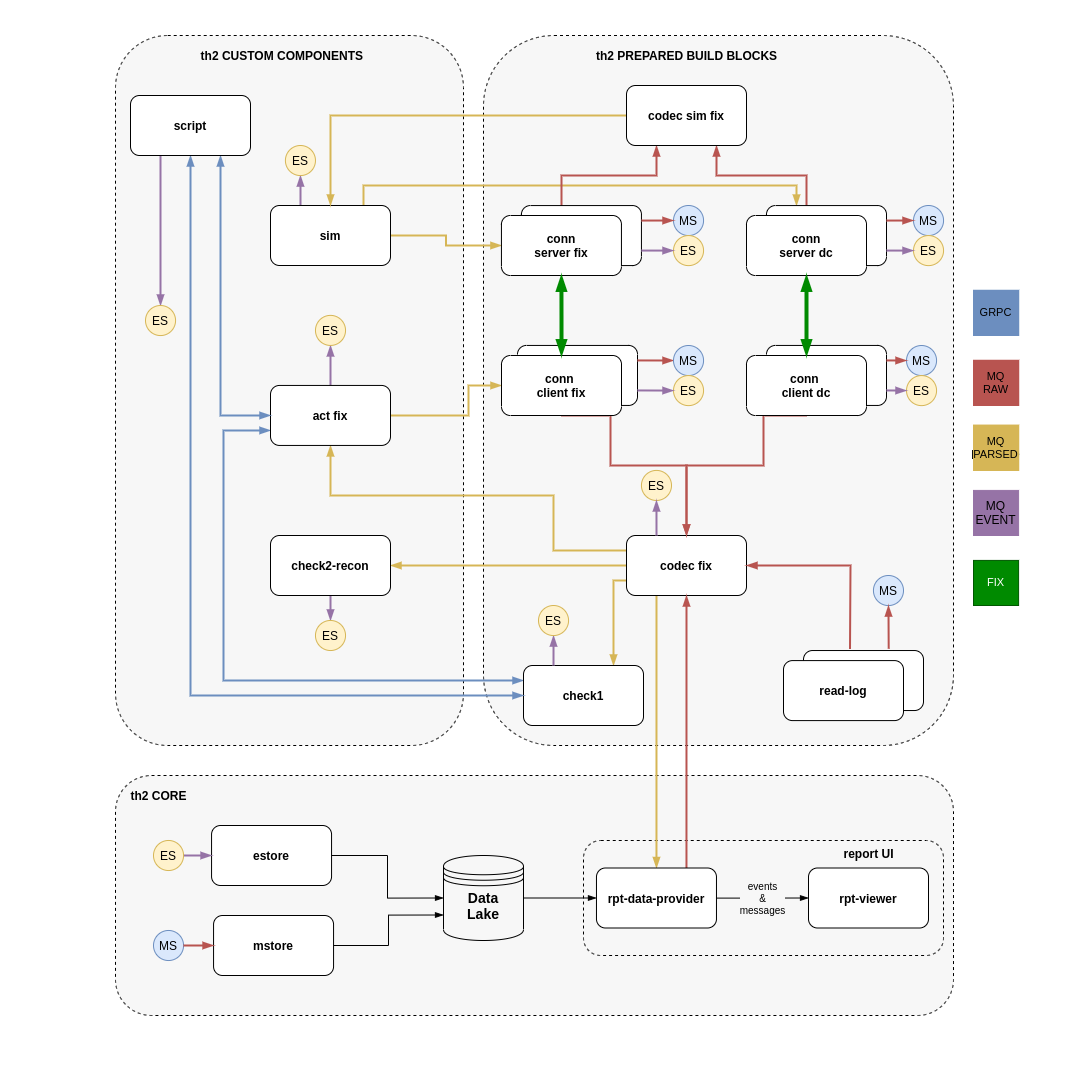 th2 CUSTOM COMPONENTS
th2 PREPARED BUILD BLOCKS
script
codec sim fix
ES
sim
conn
server fix
MS
ES
conn
server dc
MS
ES
ES
ES
act fix
conn
client fix
MS
ES
conn
client dc
MS
ES
GRPC
MQ
RAW
MQ
PARSED
MQ
EVENT
FIX
ES
check2-recon
codec fix
MS
ES
ES
check1
read-log
th2 CORE
ES
estore
MS
mstore
Data
Lake
report UI
rpt-data-provider
events
&
messages
rpt-viewer